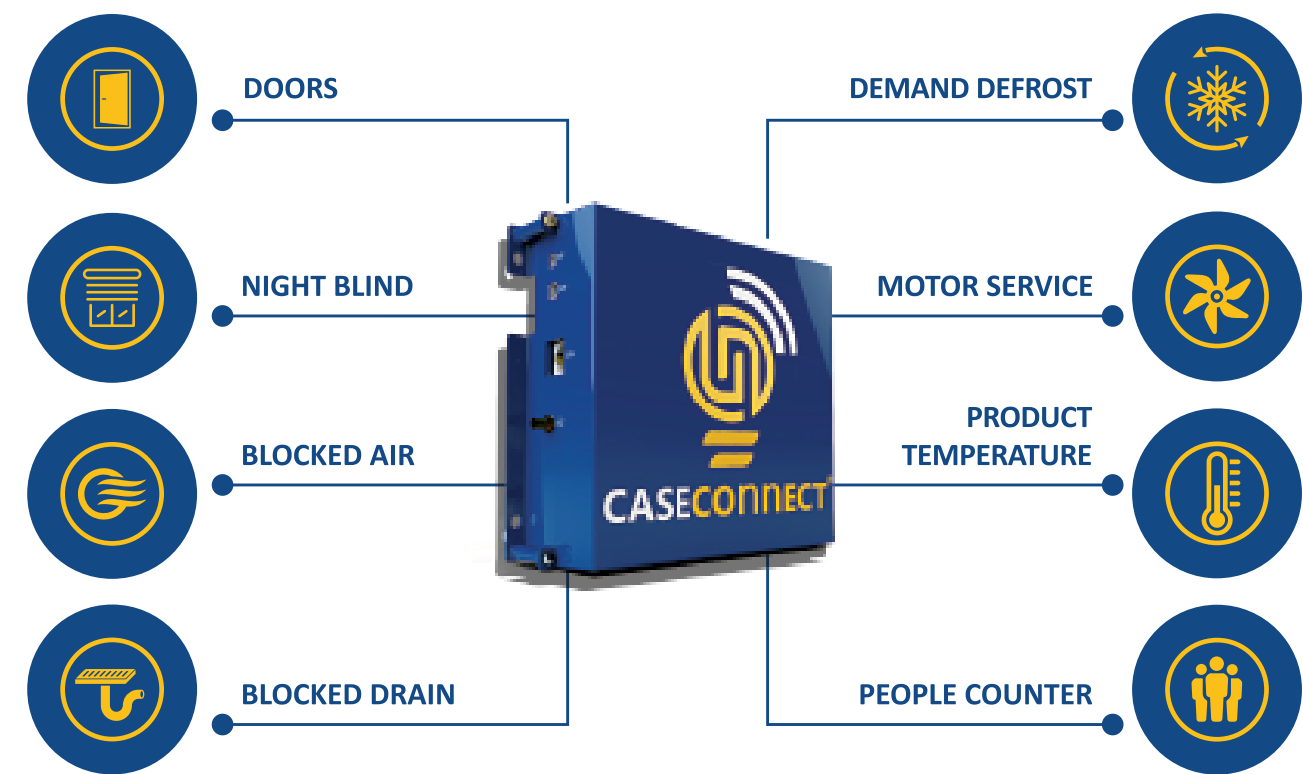 DOORS
DEMAND DEFROST
NIGHT BLIND
MOTOR SERVICE
BLOCKED AIR
PRODUCT
TEMPERATURE
BLOCKED DRAIN
PEOPLE COUNTER
CASECONNECT